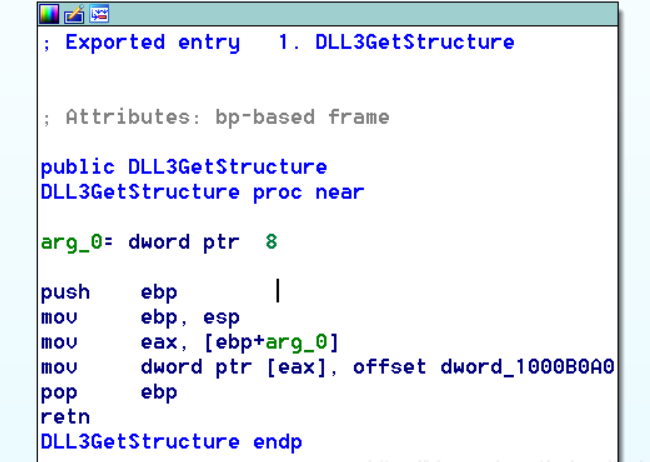 ; Exported entry   1. DLL3GetStructure
; Attributes: bp-based frame
public DLL3GetStructure
DLL3GetStructure proc near
arg_0= dword ptr  8
push    ebp
mov     ebp, esp
mov     eax, [ebp+arg_0]
mov     dword ptr [eax], offset dword_1000B0A0
pop     ebp
retn
DLL3GetStructure endp